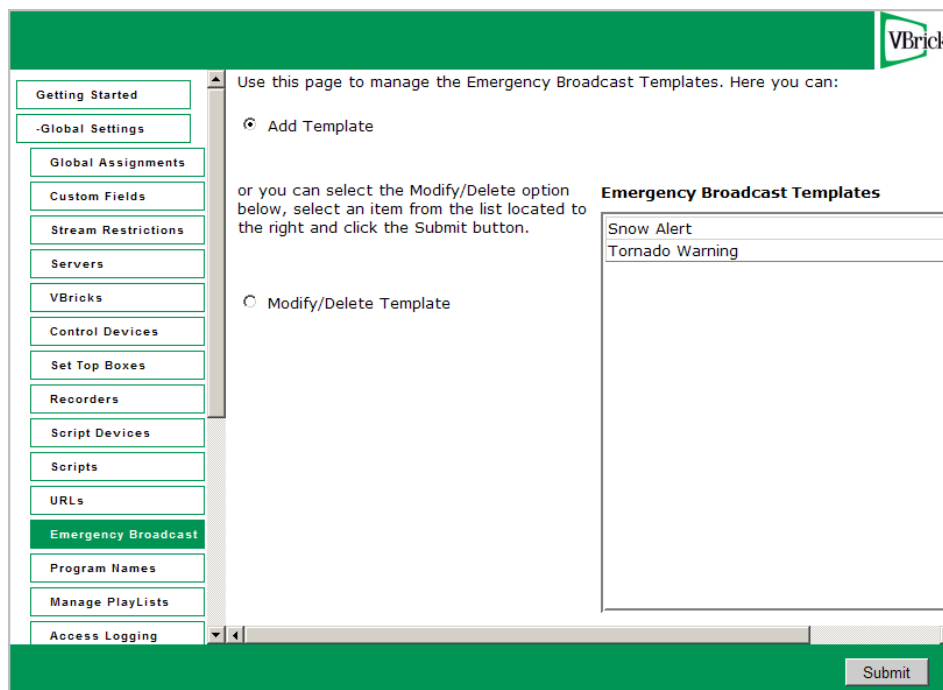 VBrick
Getting Started
-Global Settings
Global Assignments
Custom Fields
Stream Restrictions
Servers
VBricks
Control Devices
Set Top Boxes
Recorders
Script Devices
Scripts
URLs
Emergency Broadcast
Program Names
Manage PlayLists
Access Logging
Use this page to manage the Emergency Broadcast Templates. Here you can:
Add Template
or you can select the Modify/Delete option
below, select an item from the list located to
the right and click the Submit button.
Modify/Delete Template
Emergency Broadcast Templates
Snow Alert
Tornado Warning
Submit